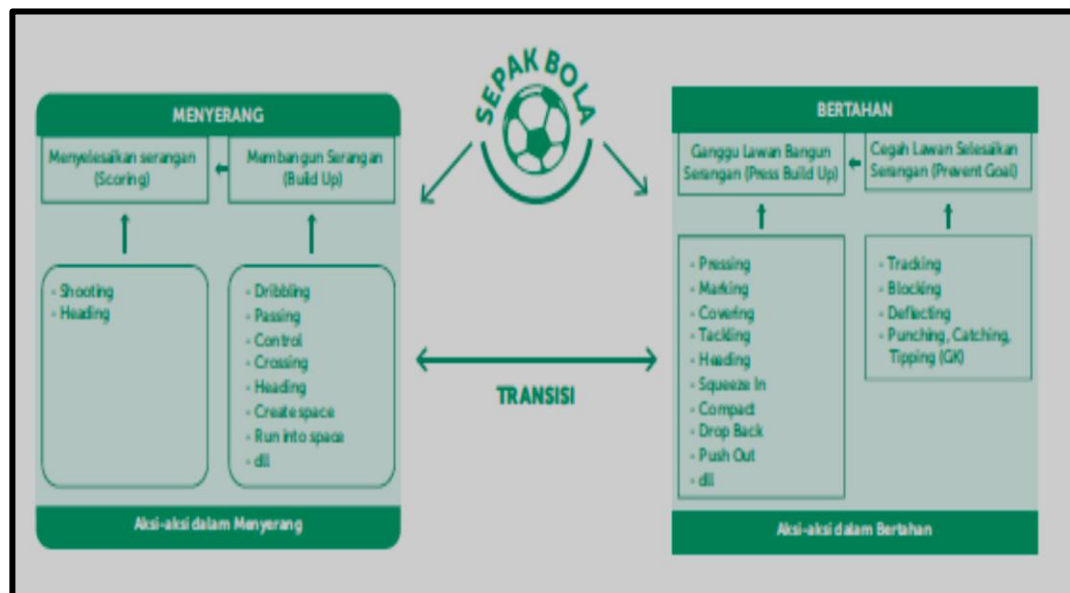 SEPAK BOLA
MENYERANG
Menyelesaikan serangan
(Scoring)
Membangun Serangan
(Build Up)
- Shooting
- Heading
- Dribbling
- Passing
- Control
- Crossing
- Heading
- Create space
- Run into space
- dll
Aksi-aksi dalam Menyerang
TRANSISI
BERTAHAN
Ganggu Lawan Bangun
Serangan (Press Build Up)
Cegah Lawan Selesaikan
Serangan (Prevent Goal)
- Pressing
- Marking
- Covering
- Tackling
- Heading
- Squeeze In
- Compact
- Drop Back
- Push Out
- dll
- Tracking
- Blocking
- Deflecting
- Punching, Catching,
Tipping (GK)
Aksi-aksi dalam Bertahan